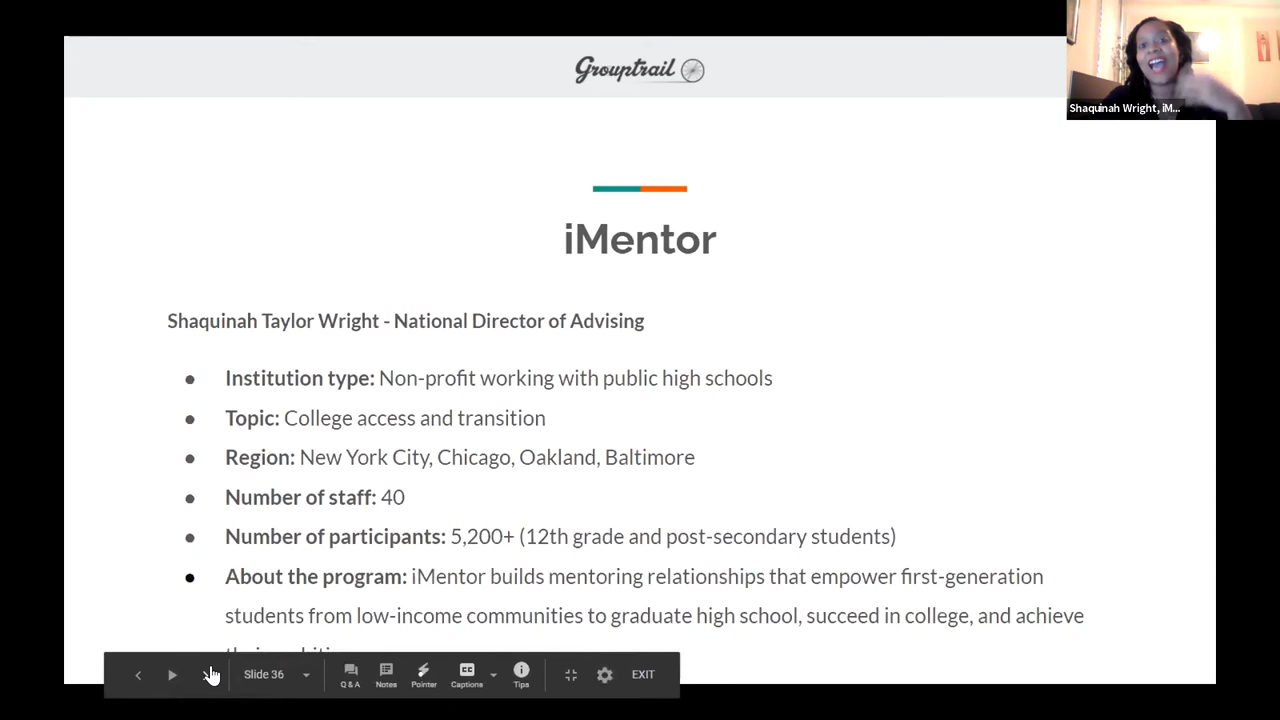 Grouptrail
Shaquinah Wright, iM...
iMentor
Shaquinah Taylor Wright - National Director of Advising
● Institution type: Non-profit working with public high schools
● Topic: College access and transition
● Region: New York City, Chicago, Oakland, Baltimore
● Number of staff: 40
● Number of participants: 5,200+ (12th grade and post-secondary students)
● About the program: iMentor builds mentoring relationships that empower first-generation
students from low-income communities to graduate high school, succeed in college, and achieve
Slide 36
Q & A Notes Pointer Captions Tips EXIT